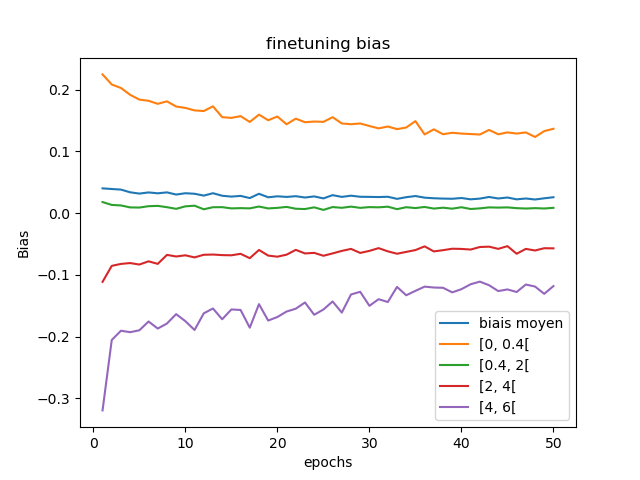 finetuning bias
Bias
0.2
0.1
0.0
−0.1
−0.2
−0.3
0 10 20 30 40 50
epochs
biais moyen
[0, 0.4[
[0.4, 2[
[2, 4[
[4, 6[